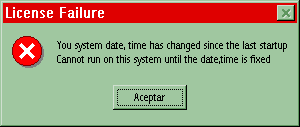 License Failure
You system date, time has changed since the last startup
Cannot run on this system until the date,time is fixed
Aceptar